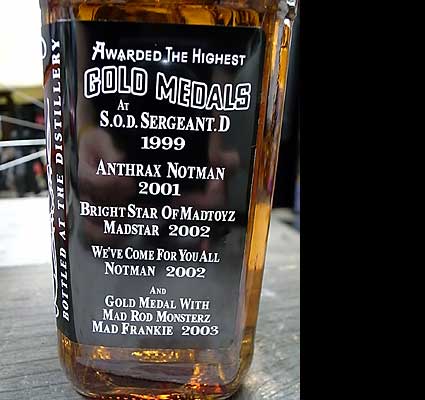 AWARDED THE HIGHEST
GOLD MEDALS
AT
S.O.D. SERGEANT.D
1999
ANTHRAX NOTMAN
2001
BRIGHT STAR OF MADTOYZ
MADSTAR 2002
WE'VE COME FOR YOU ALL
NOTMAN 2002
AND
GOLD MEDAL WITH
MAD ROD MONSTERZ
MAD FRANKIE 2003
BOTTLED AT THE DISTILLERY